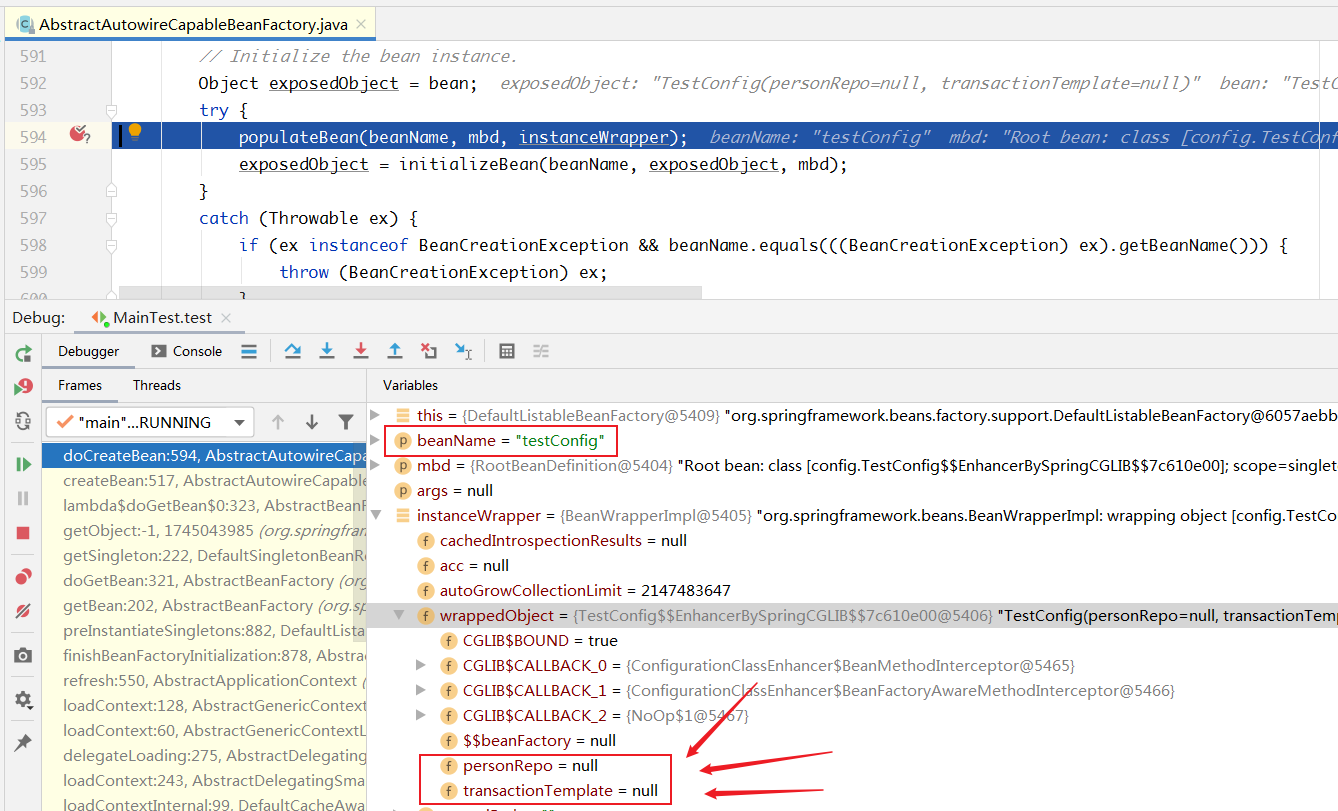 AbstractAutowireCapableBeanFactory.java
591 // Initialize the bean instance.
592 Object exposedObject = bean; exposedObject: "TestConfig(personRepo=null, transactionTemplate=null)" bean: "TestC
593 try {
594 populateBean(beanName, mbd, instanceWrapper); beanName: "testConfig" mbd: "Root bean: class [config.TestConf
595 exposedObject = initializeBean(beanName, exposedObject, mbd);
596 }
597 catch (Throwable ex) {
598 if (ex instanceof BeanCreationException && beanName.equals(((BeanCreationException) ex).getBeanName())) {
599 throw (BeanCreationException) ex;
600 }
Debug: MainTest.test
Debugger Console
Frames Threads
Variables
"main"...RUNNING
doCreateBean:594, AbstractAutowireCapa
createBean:517, AbstractAutowireCapable
lambda$doGetBean$0:323, AbstractBeanF
getObject:-1, 1745043985 (org.springfran
getSingleton:222, DefaultSingletonBeanRe
doGetBean:321, AbstractBeanFactory (org
getBean:202, AbstractBeanFactory (org.sp
preInstantiateSingletons:882, DefaultLista
finishBeanFactoryInitialization:878, Abstrac
refresh:550, AbstractApplicationContext (
loadContext:128, AbstractGenericContext
loadContext:60, AbstractGenericContextL
delegateLoading:275, AbstractDelegating
loadContext:243, AbstractDelegatingSma
loadContextInternal:99, DefaultCacheAwa
this = {DefaultListableBeanFactory@5409} "org.springframework.beans.factory.support.DefaultListableBeanFactory@6057aebb
beanName = "testConfig"
mbd = {RootBeanDefinition@5404} "Root bean: class [config.TestConfig$$EnhancerBySpringCGLIB$$7c610e00]; scope=singlet
args = null
instanceWrapper = {BeanWrapperImpl@5405} "org.springframework.beans.BeanWrapperImpl: wrapping object [config.TestCo
cachedIntrospectionResults = null
acc = null
autoGrowCollectionLimit = 2147483647
wrappedObject = {TestConfig$$EnhancerBySpringCGLIB$$7c610e00@5406} "TestConfig(personRepo=null, transactionTemp
CGLIB$BOUND = true
CGLIB$CALLBACK_0 = {ConfigurationClassEnhancer$BeanMethodInterceptor@5465}
CGLIB$CALLBACK_1 = {ConfigurationClassEnhancer$BeanFactoryAwareMethodInterceptor@5466}
CGLIB$CALLBACK_2 = {NoOp$1@5467}
$$beanFactory = null
personRepo = null
transactionTemplate = null